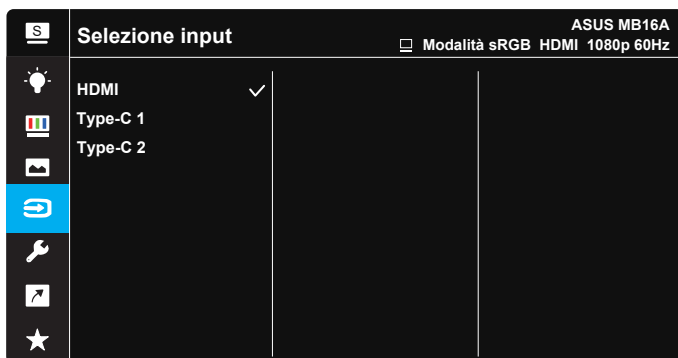 S
Selezione input
ASUS MB16A
Modalità sRGB HDMI 1080p 60Hz
HDMI
Type-C 1
Type-C 2